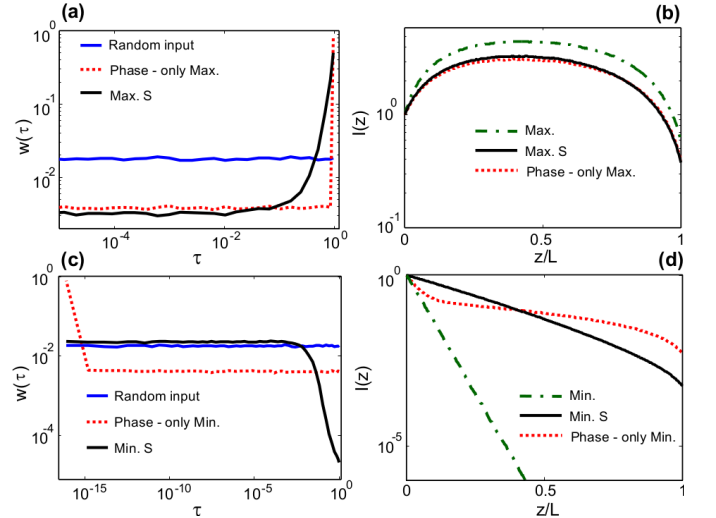 (a)
10^0
10^-1
10^-2
w(τ)
Random input
Phase - only Max.
Max. S
10^-4
10^-2
10^0
τ
(b)
10^0
10^-1
I(z)
Max.
Max. S
Phase - only Max.
0
0.5
1
z/L
(c)
10^0
10^-2
10^-4
w(τ)
Random input
Phase - only Min.
Min. S
10^-15
10^-10
10^-5
10^0
τ
(d)
10^0
10^-5
I(z)
Min.
Min. S
Phase - only Min.
0
0.5
1
z/L